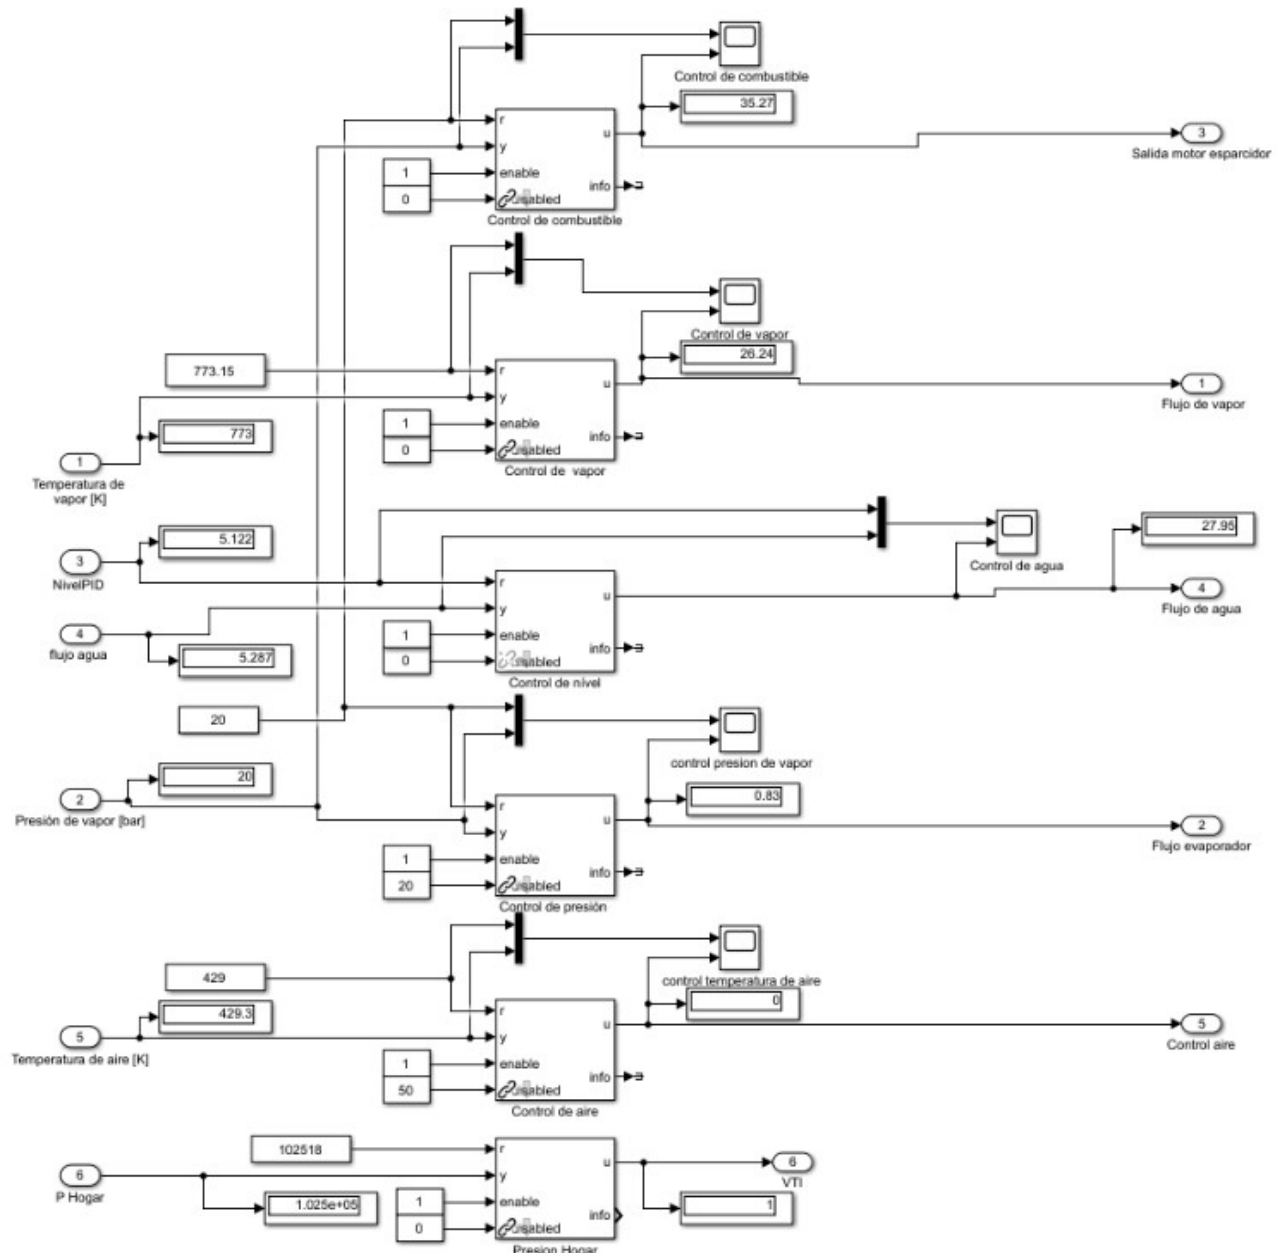 Control de combustible
35.27
r
u
y
3
Salida motor esparcidor
1
enable
info
0
Control de combustible
Control de vapor
26.24
773.15
r
u
y
1
Flujo de vapor
773
1
enable
info
0
Control de vapor
1
Temperatura de
vapor [K]
5.122
27.95
Control de agua
3
NivelPID
r
u
y
4
Flujo de agua
4
flujo agua
1
enable
info
5.287
0
Control de nivel
20
control presion de vapor
20
0.83
2
Presión de vapor [bar]
r
u
y
2
Flujo evaporador
1
enable
info
20
Control de presión
429
control temperatura de aire
0
429.3
r
u
y
5
Temperatura de aire [K]
5
Control aire
1
enable
info
50
Control de aire
102518
r
u
y
6
P Hogar
6
VTI
1.025e+05
1
enable
info
1
0
Presion Hogar